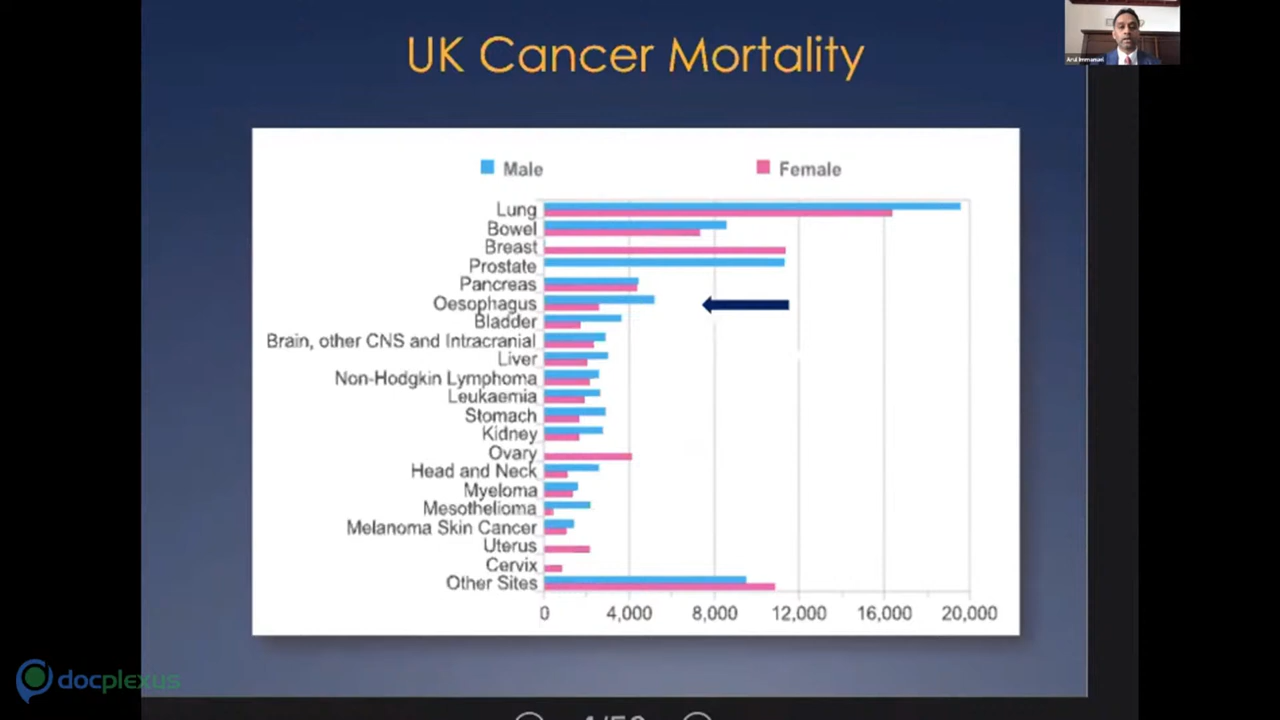 UK Cancer Mortality
Arul Immanuel
Male Female
Lung
Bowel
Breast
Prostate
Pancreas
Oesophagus
Bladder
Brain, other CNS and Intracranial
Liver
Non-Hodgkin Lymphoma
Leukaemia
Stomach
Kidney
Ovary
Head and Neck
Myeloma
Mesothelioma
Melanoma Skin Cancer
Uterus
Cervix
Other Sites
0 4,000 8,000 12,000 16,000 20,000
docplexus